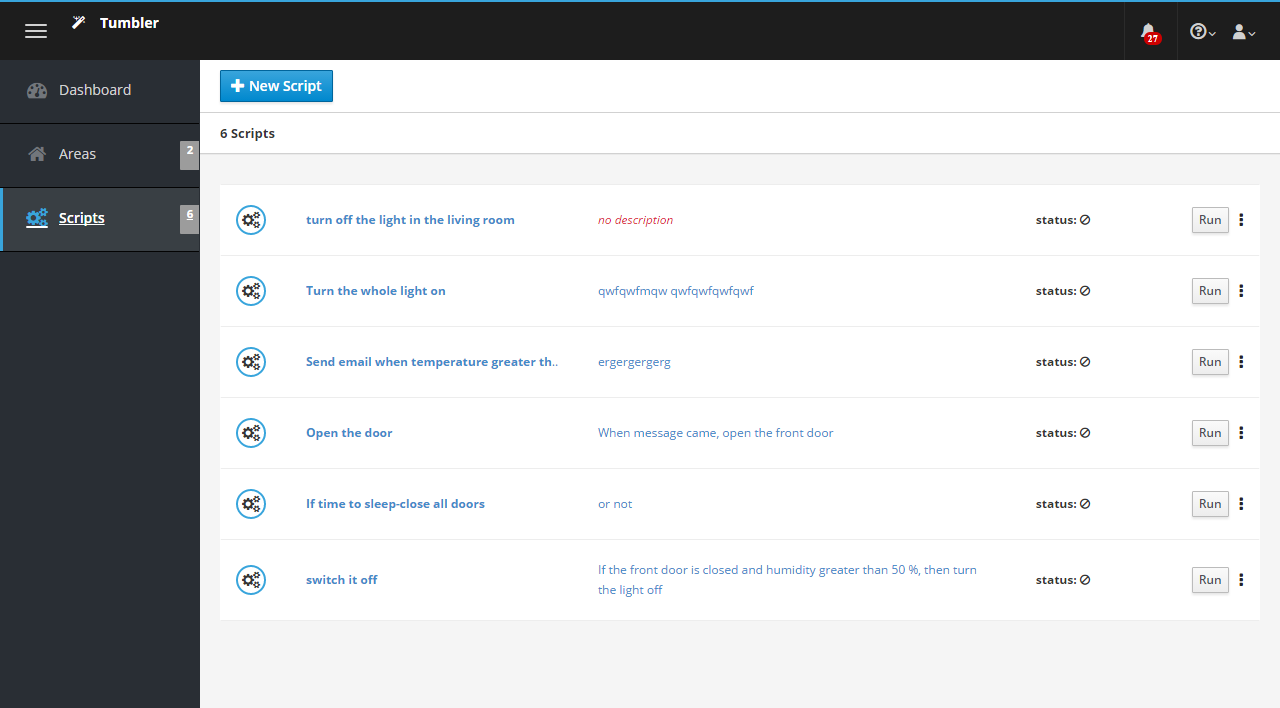 Tumbler
27
Dashboard
Areas 2
Scripts 6
New Script
6 Scripts
turn off the light in the living room no description status: Run
Turn the whole light on qwfqwfmqw qwfqwfwfqwf status: Run
Send email when temperature greater th.. ergergergerg status: Run
Open the door When message came, open the front door status: Run
If time to sleep-close all doors or not status: Run
switch it off If the front door is closed and humidity greater than 50 %, then turn status: Run
the light off